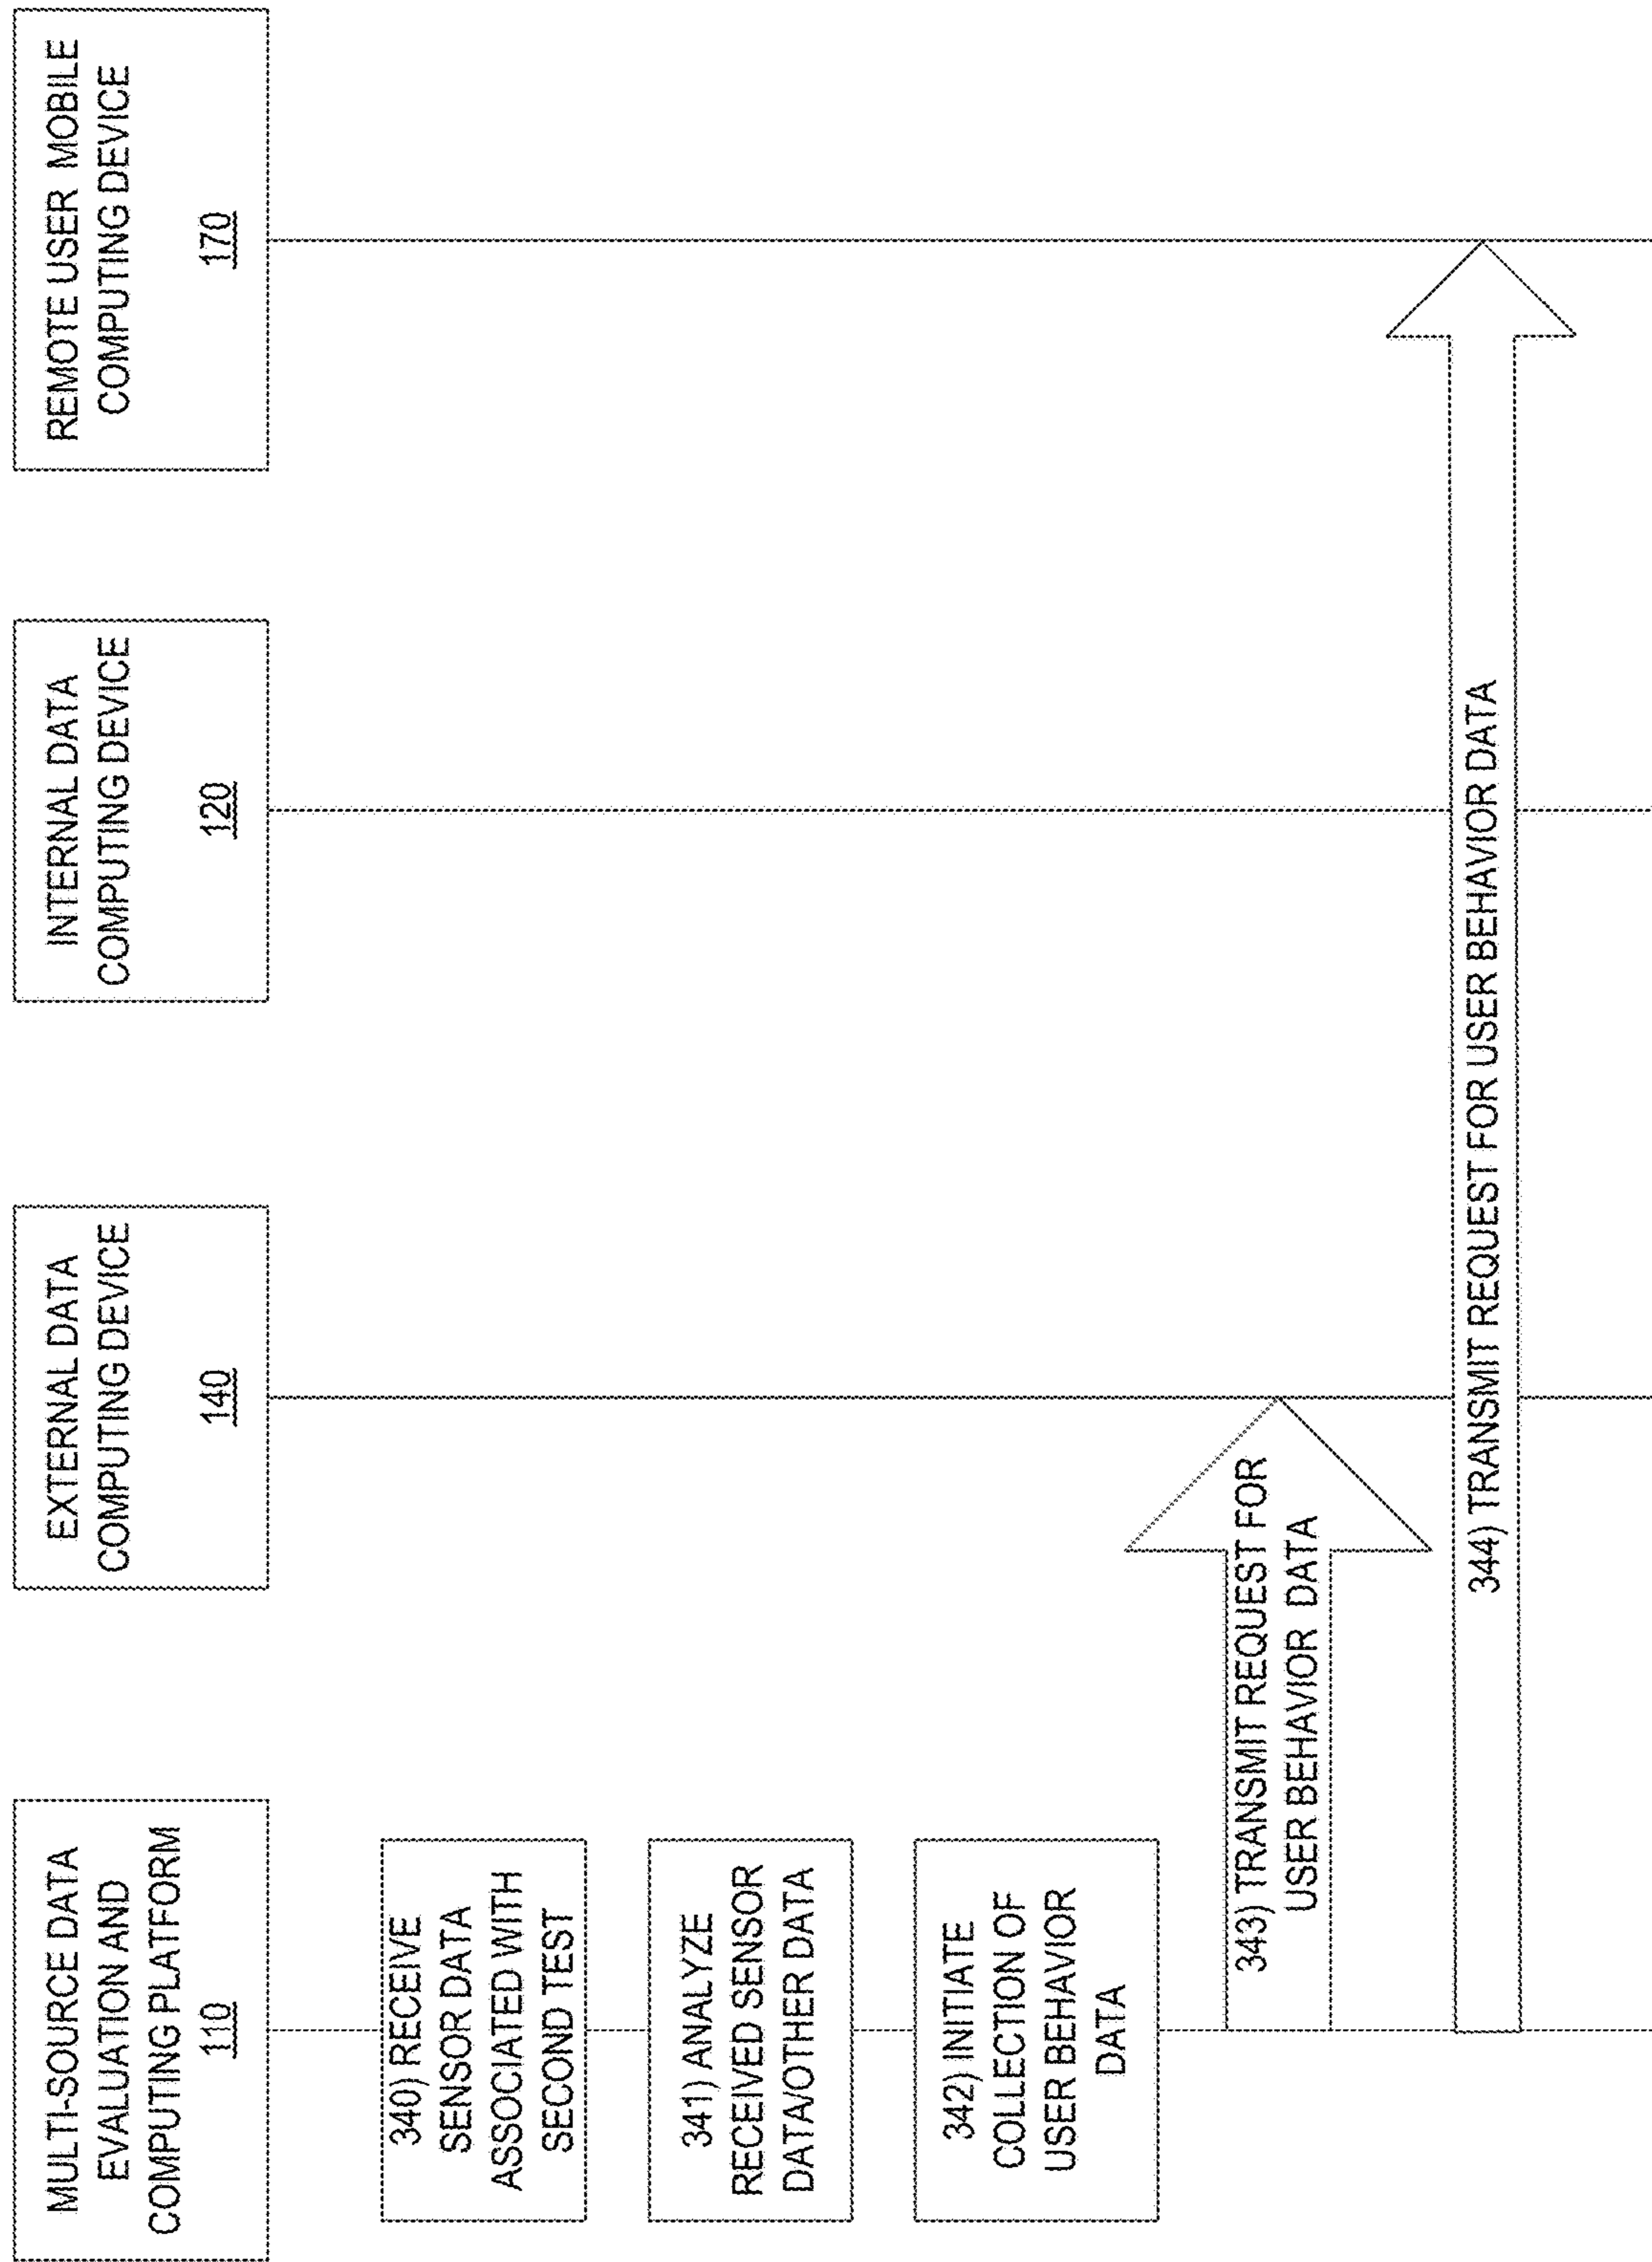 MULTI-SOURCE DATA
EVALUATION AND
COMPUTING PLATFORM
110
EXTERNAL DATA
COMPUTING DEVICE
140
INTERNAL DATA
COMPUTING DEVICE
120
REMOTE USER MOBILE
COMPUTING DEVICE
170
340) RECEIVE
SENSOR DATA
ASSOCIATED WITH
SECOND TEST
341) ANALYZE
RECEIVED SENSOR
DATA/OTHER DATA
342) INITIATE
COLLECTION OF
USER BEHAVIOR
DATA
343) TRANSMIT REQUEST FOR
USER BEHAVIOR DATA
344) TRANSMIT REQUEST FOR USER BEHAVIOR DATA